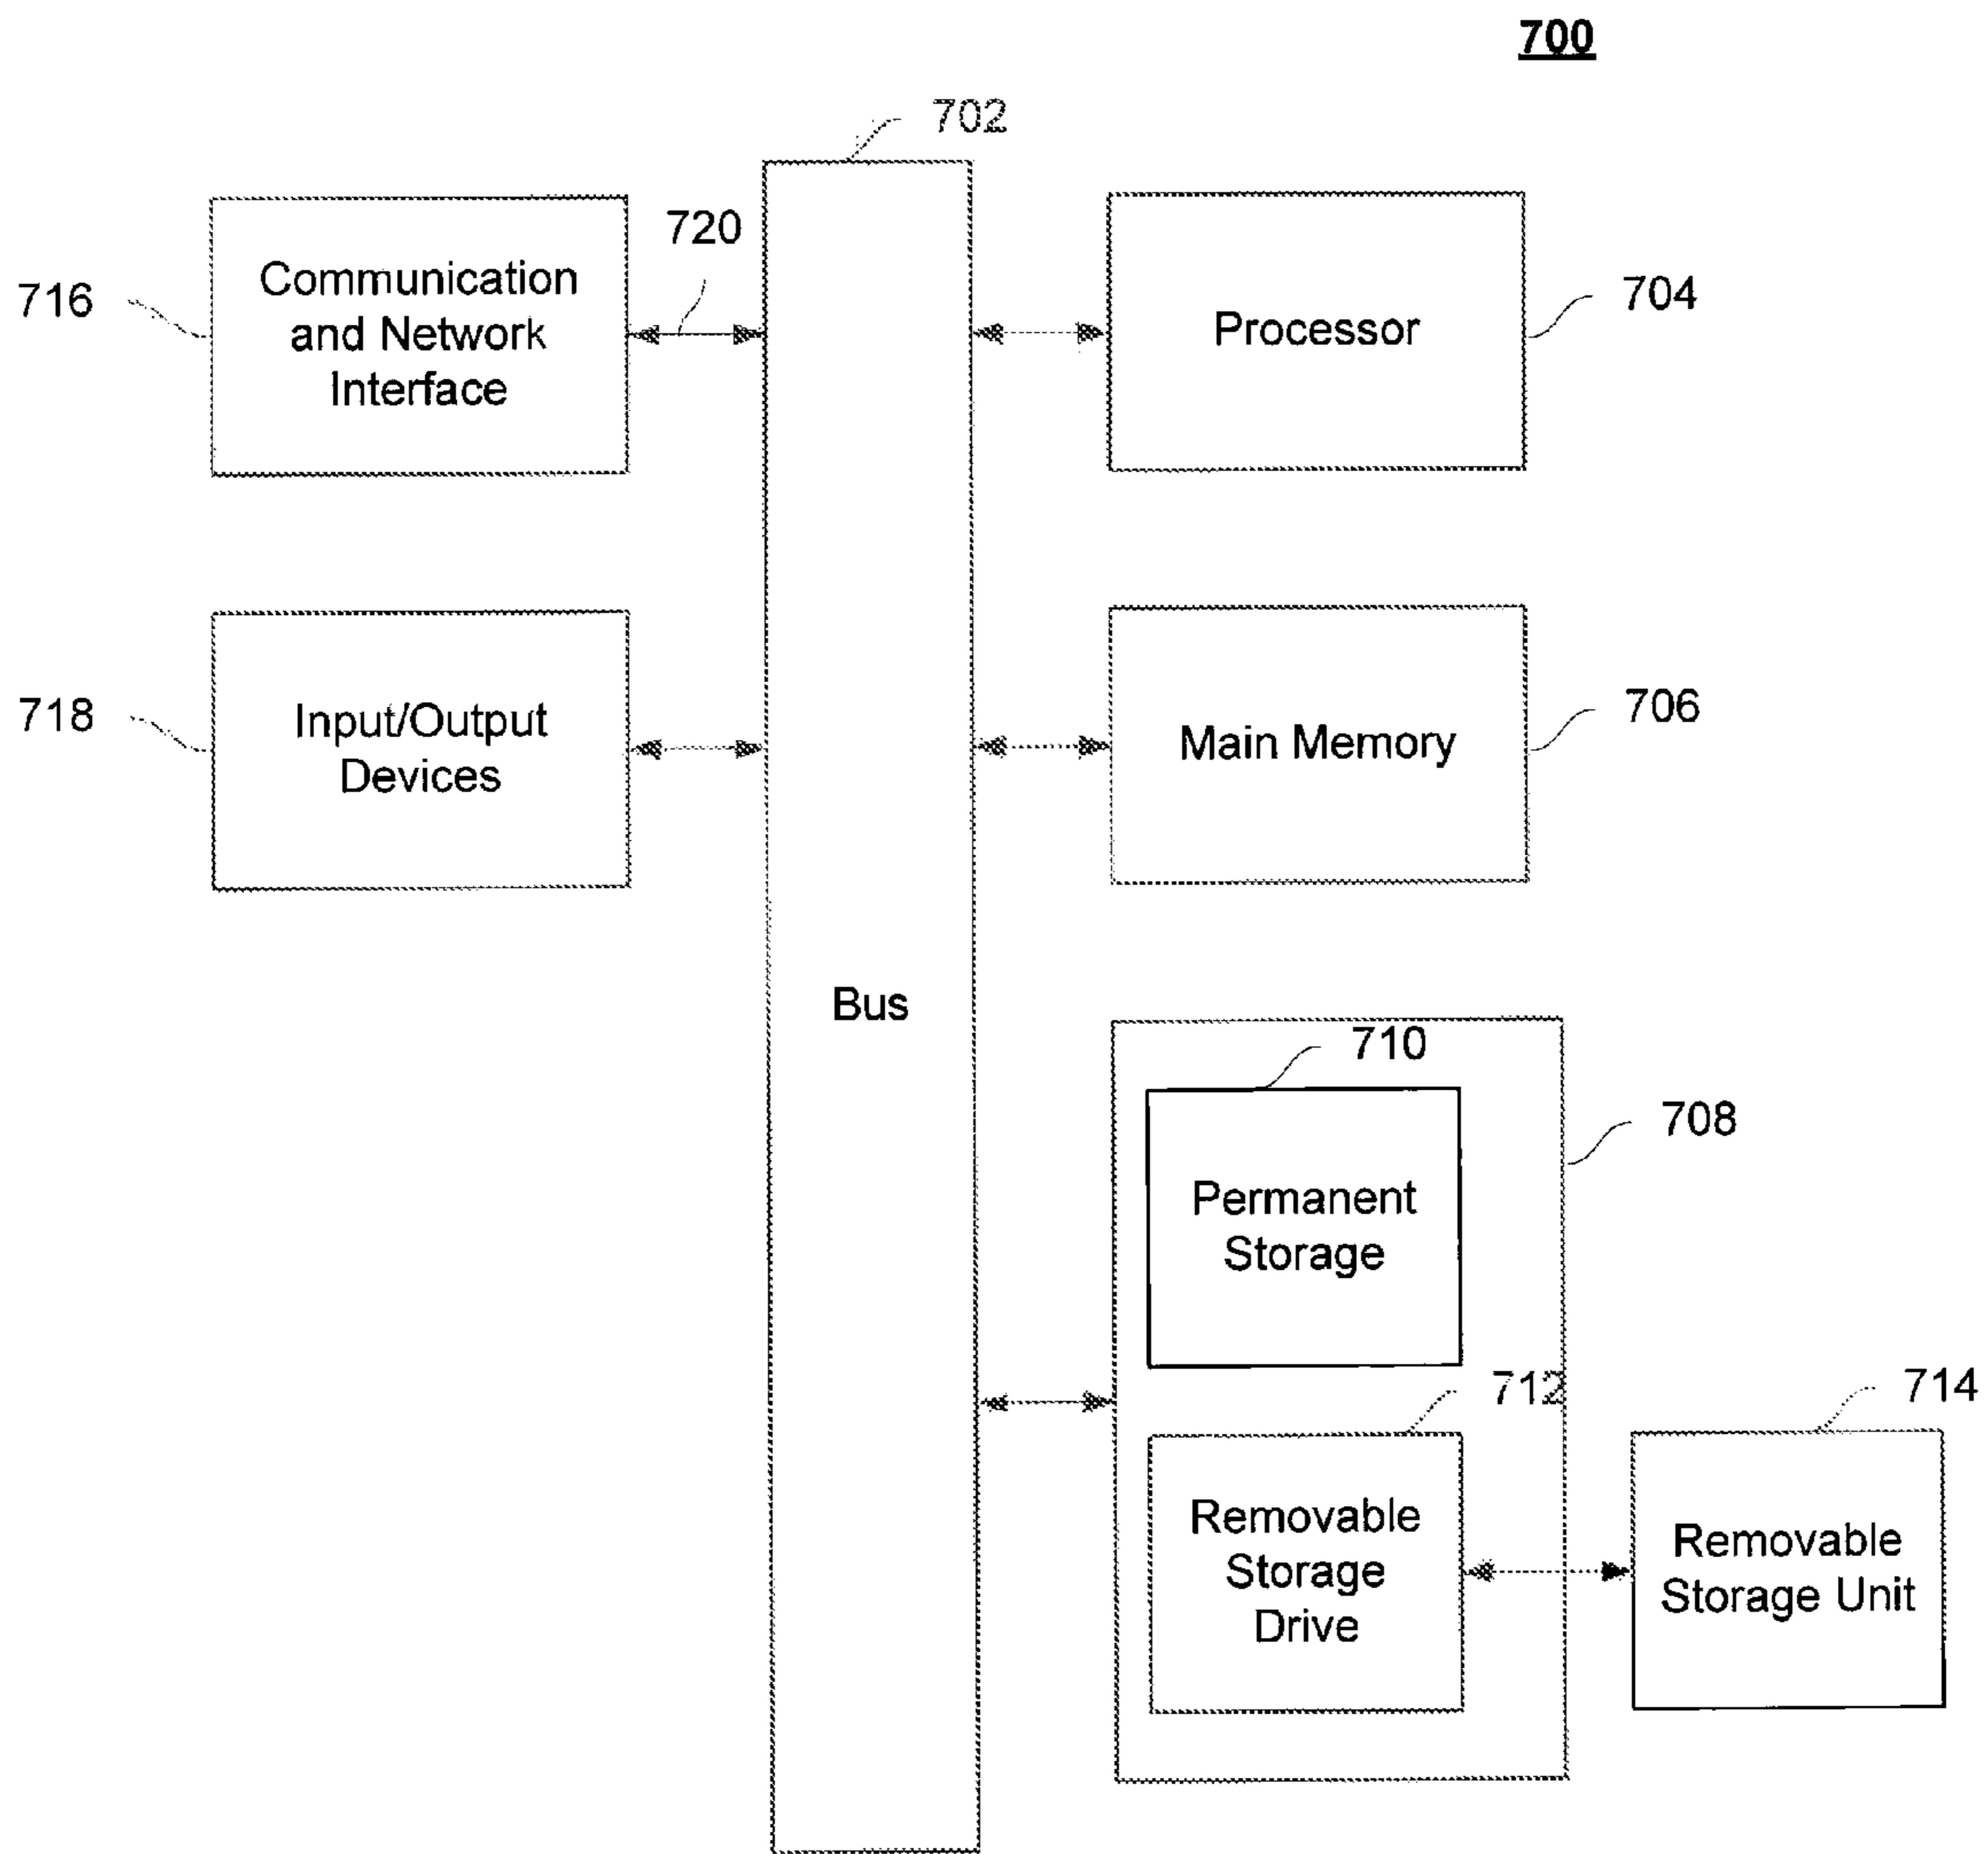 700
702
716
Communication
and Network
Interface
720
Processor
704
718
Input/Output
Devices
Main Memory
706
Bus
710
708
Permanent
Storage
712
714
Removable
Storage
Drive
Removable
Storage Unit